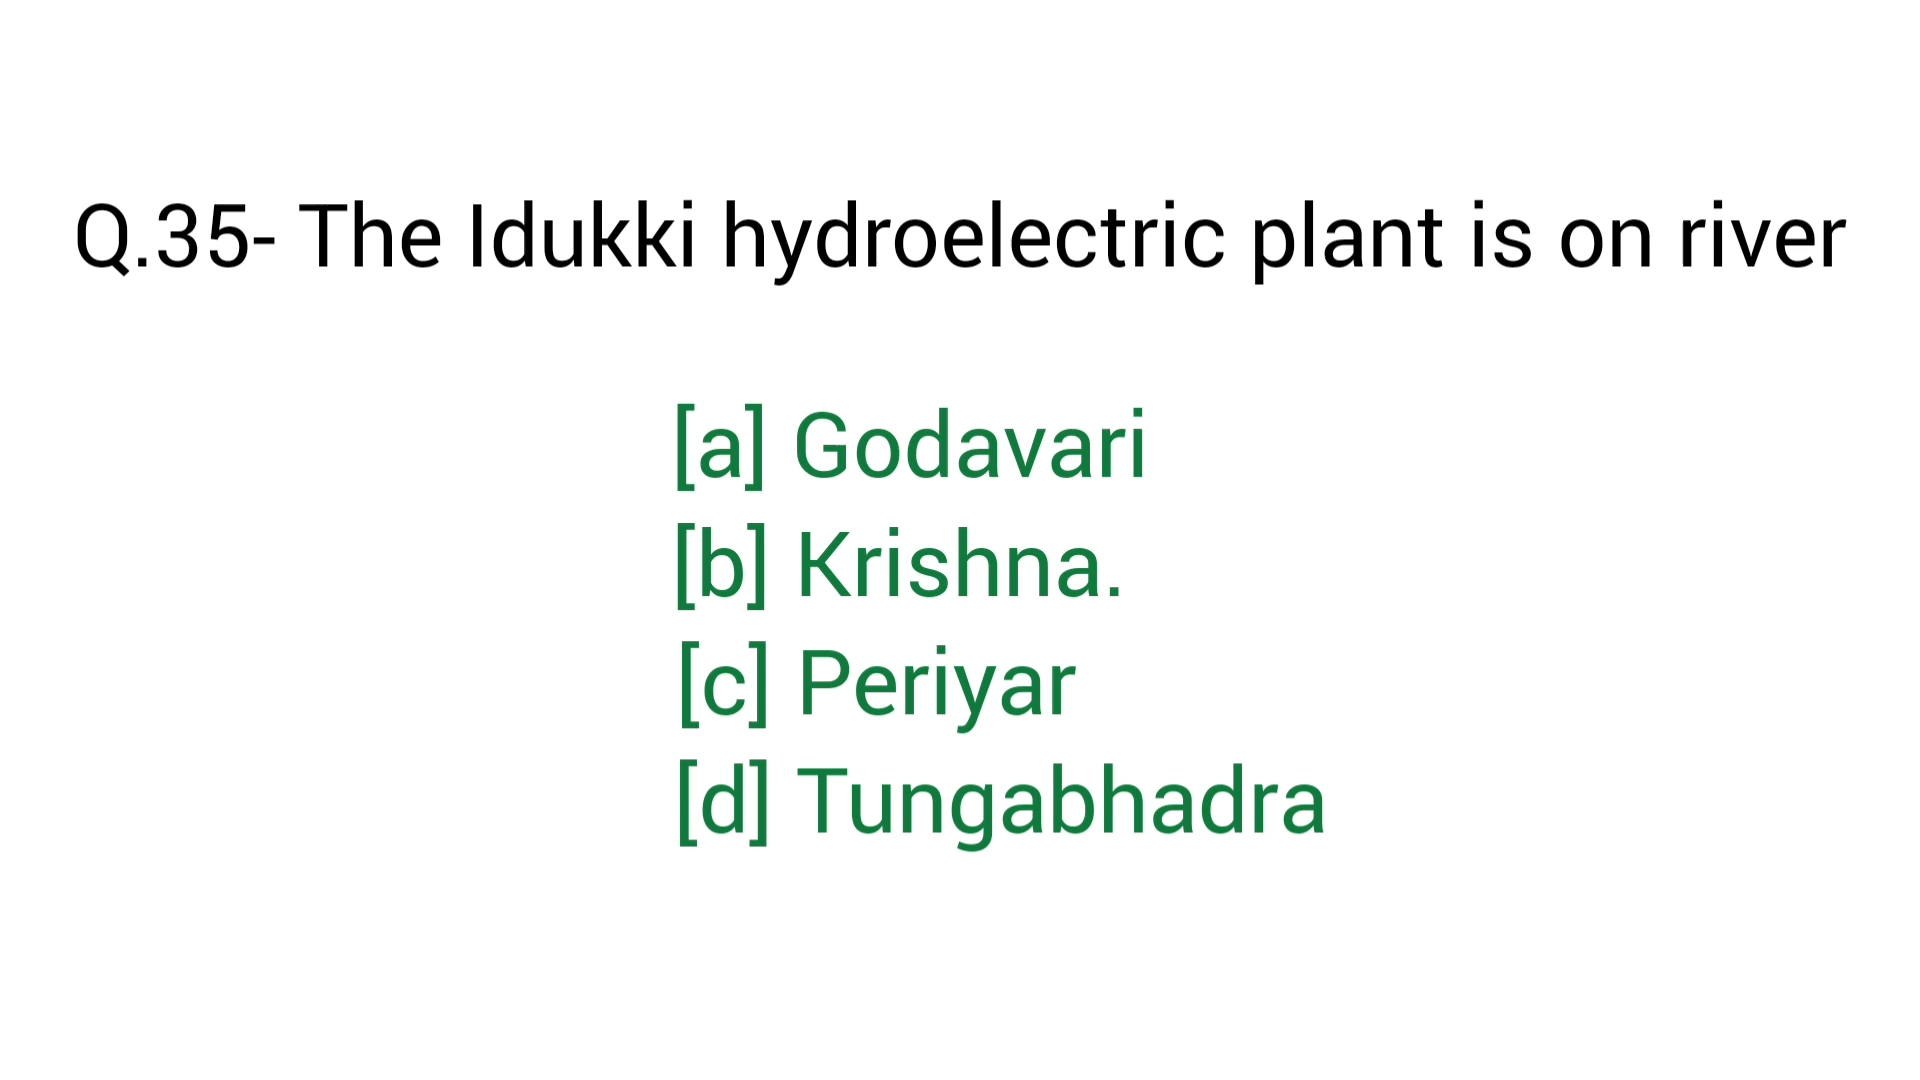 Q.35- The Idukki hydroelectric plant is on river
[a] Godavari
[b] Krishna.
[c] Periyar
[d] Tungabhadra